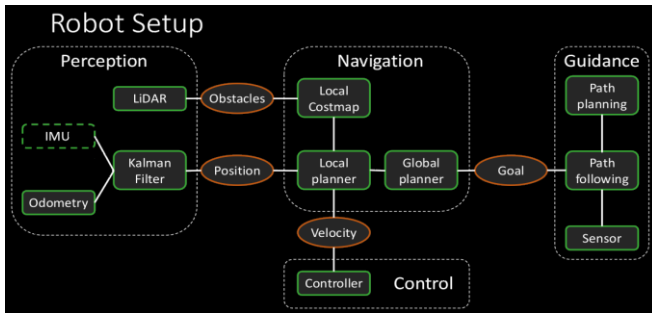 Robot Setup
Perception
Navigation
Guidance
LiDAR
Obstacles
Local
Costmap
Path
planning
IMU
Kalman
Filter
Position
Local
planner
Global
planner
Goal
Path
following
Odometry
Velocity
Sensor
Controller
Control